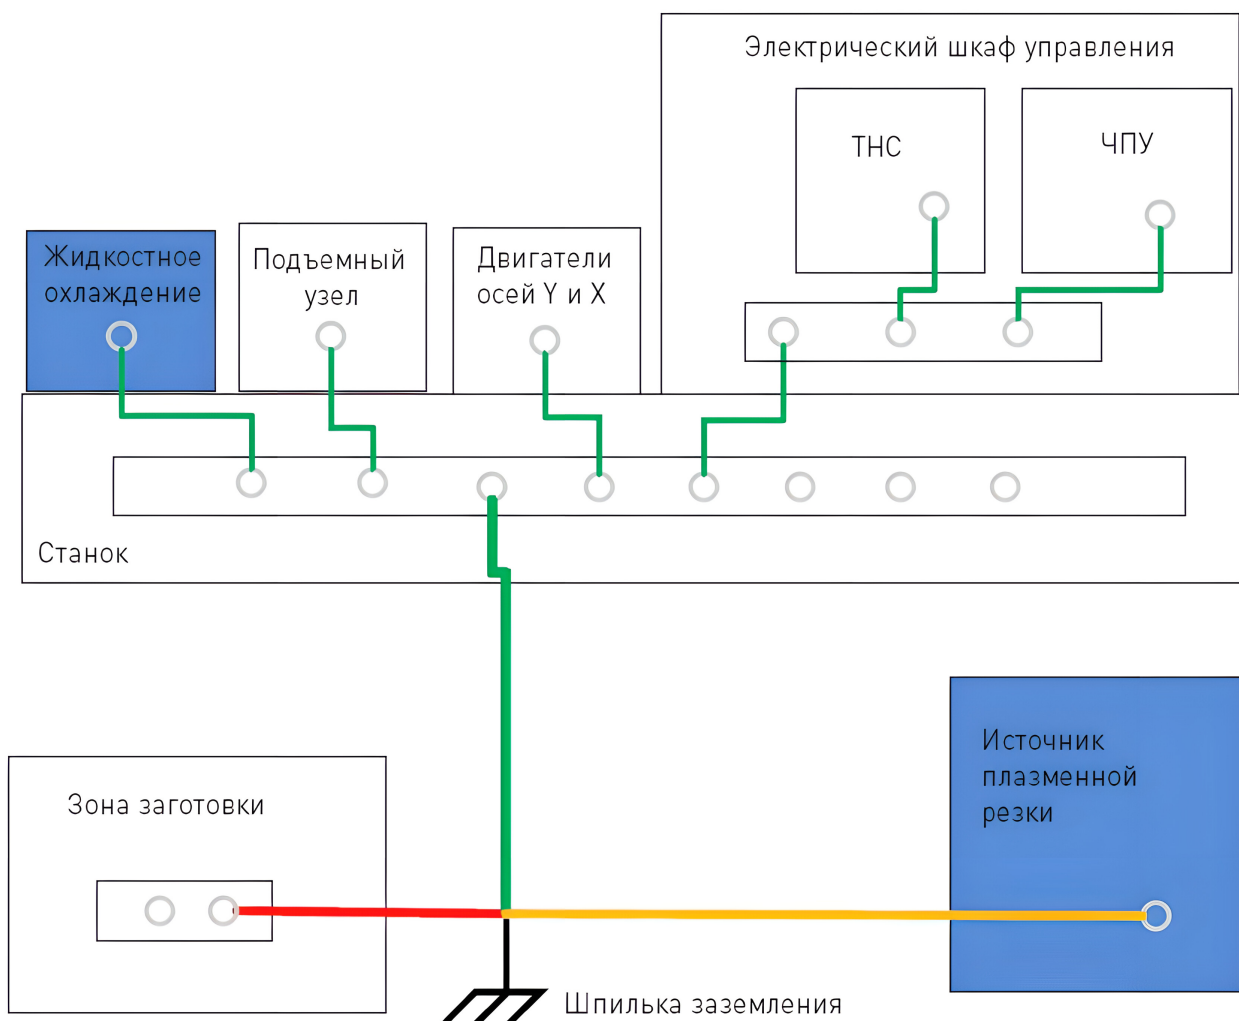 Электрический шкаф управления
ТНС
ЧПУ
Жидкостное
охлаждение
Подъемный
узел
Двигатели
осей Y и X
Станок
Источник
плазменной
резки
Зона заготовки
Шпилька заземления